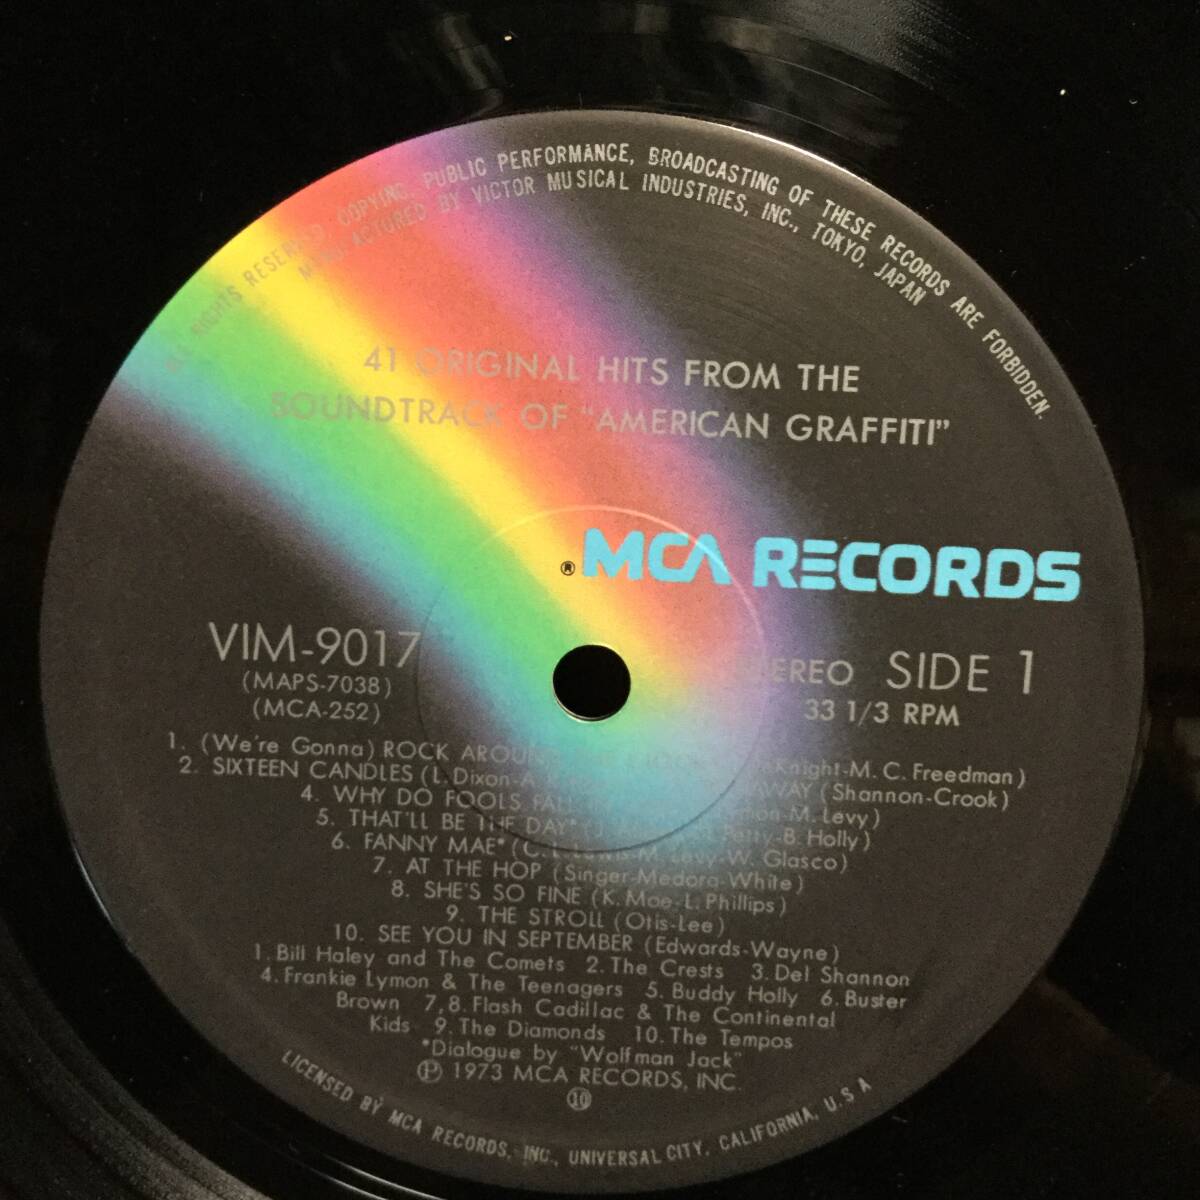 ALL RIGHTS RESERVED. COPYING, PUBLIC PERFORMANCE, BROADCASTING OF THESE RECORDS ARE FORBIDDEN.
MANUFACTURED BY VICTOR MUSICAL INDUSTRIES, INC., TOKYO, JAPAN
41 ORIGINAL HITS FROM THE
SOUNDTRACK OF "AMERICAN GRAFFITI"
® MCA RECORDS
VIM-9017
(MAPS-7038)
(MCA-252)
STEREO SIDE 1
33 1/3 RPM
1. (We're Gonna) ROCK AROUND THE Knight-M. C. Freedman)
2. SIXTEEN CANDLES (L. Dixon-A. AWAY (Shannon-Crook)
4. WHY DO FOOLS FALL M. Levy)
5. THAT'LL BE THE DAY* Petty-B. Holly)
6. FANNY MAE* (C. L. Lewis-M. Levy-W. Glasco)
7. AT THE HOP (Singer-Medora-White)
8. SHE'S SO FINE (K. Moe-L. Phillips)
9. THE STROLL (Otis-Lee)
10. SEE YOU IN SEPTEMBER (Edwards-Wayne)
1. Bill Haley and The Comets 2. The Crests 3. Del Shannon
4. Frankie Lymon & The Teenagers 5. Buddy Holly 6. Buster
Brown 7,8. Flash Cadillac & The Continental
Kids 9. The Diamonds 10. The Tempos
*Dialogue by "Wolfman Jack"
Ⓟ 1973 MCA RECORDS, INC.
⑩
LICENSED BY MCA RECORDS, INC., UNIVERSAL CITY, CALIFORNIA, U.S.A